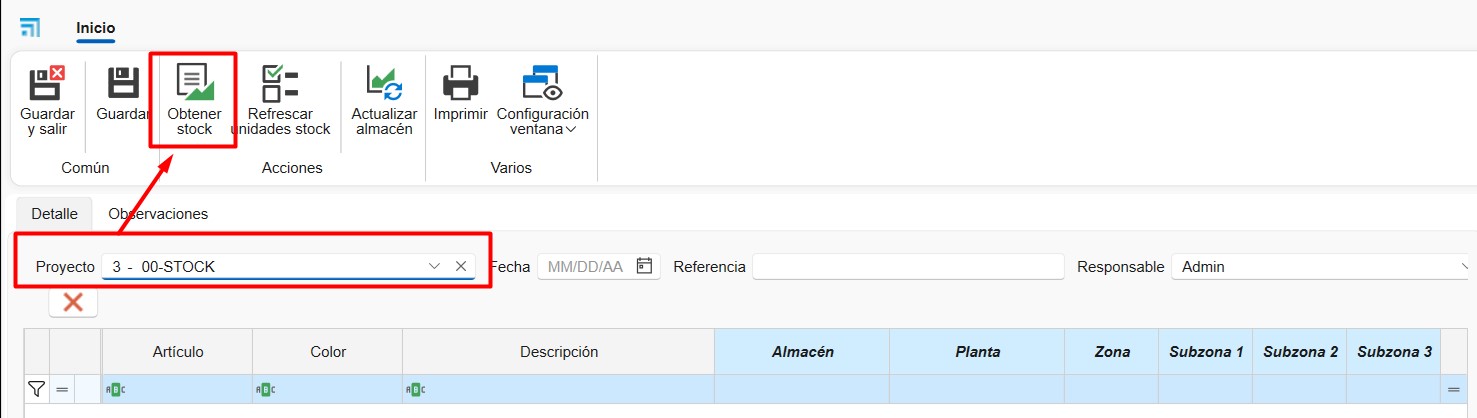 Inicio
Guardar y salir
Guardar
Obtener stock
Refrescar unidades stock
Actualizar almacén
Imprimir
Configuración ventana
Común
Acciones
Varios
Detalle
Observaciones
Proyecto 3 - 00-STOCK Fecha MM/DD/AA Referencia Responsable Admin
Artículo Color Descripción Almacén Planta Zona Subzona 1 Subzona 2 Subzona 3
= ABC ABC ABC =